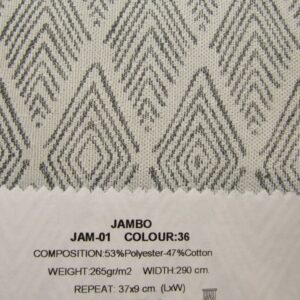 JAMBO
JAM-01 COLOUR:36
COMPOSITION:53%Polyester-47%Cotton
WEIGHT:265gr/m2 WIDTH:290 cm.
REPEAT: 37x9 cm. (LxW)